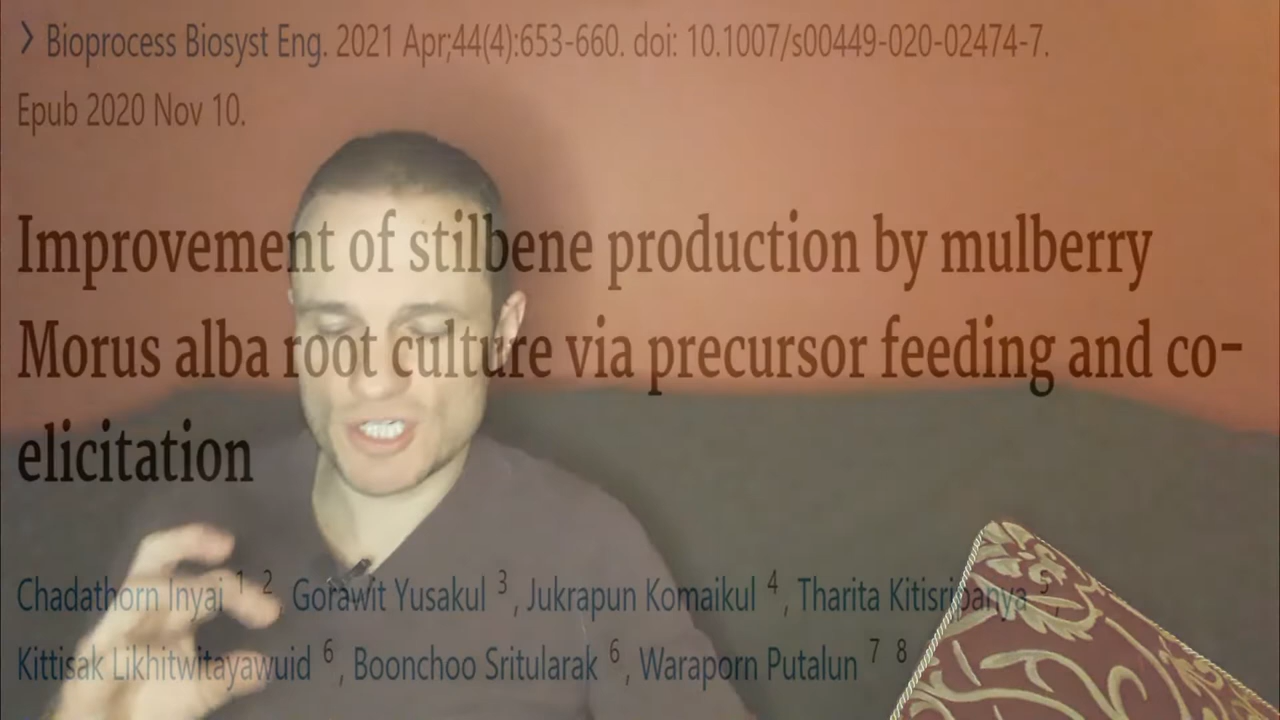 > Bioprocess Biosyst Eng. 2021 Apr;44(4):653-660. doi: 10.1007/s00449-020-02474-7.
Epub 2020 Nov 10.
Improvement of stilbene production by mulberry
Morus alba root culture via precursor feeding and co-
elicitation
Chadathorn Inyai 1 2 Gorawit Yusakul 3, Jukrapun Komaikul 4, Tharita Kitisripanya 5,
Kittisak Likhitwitayawuid 6, Boonchoo Sritularak 6, Waraporn Putalun 7 8